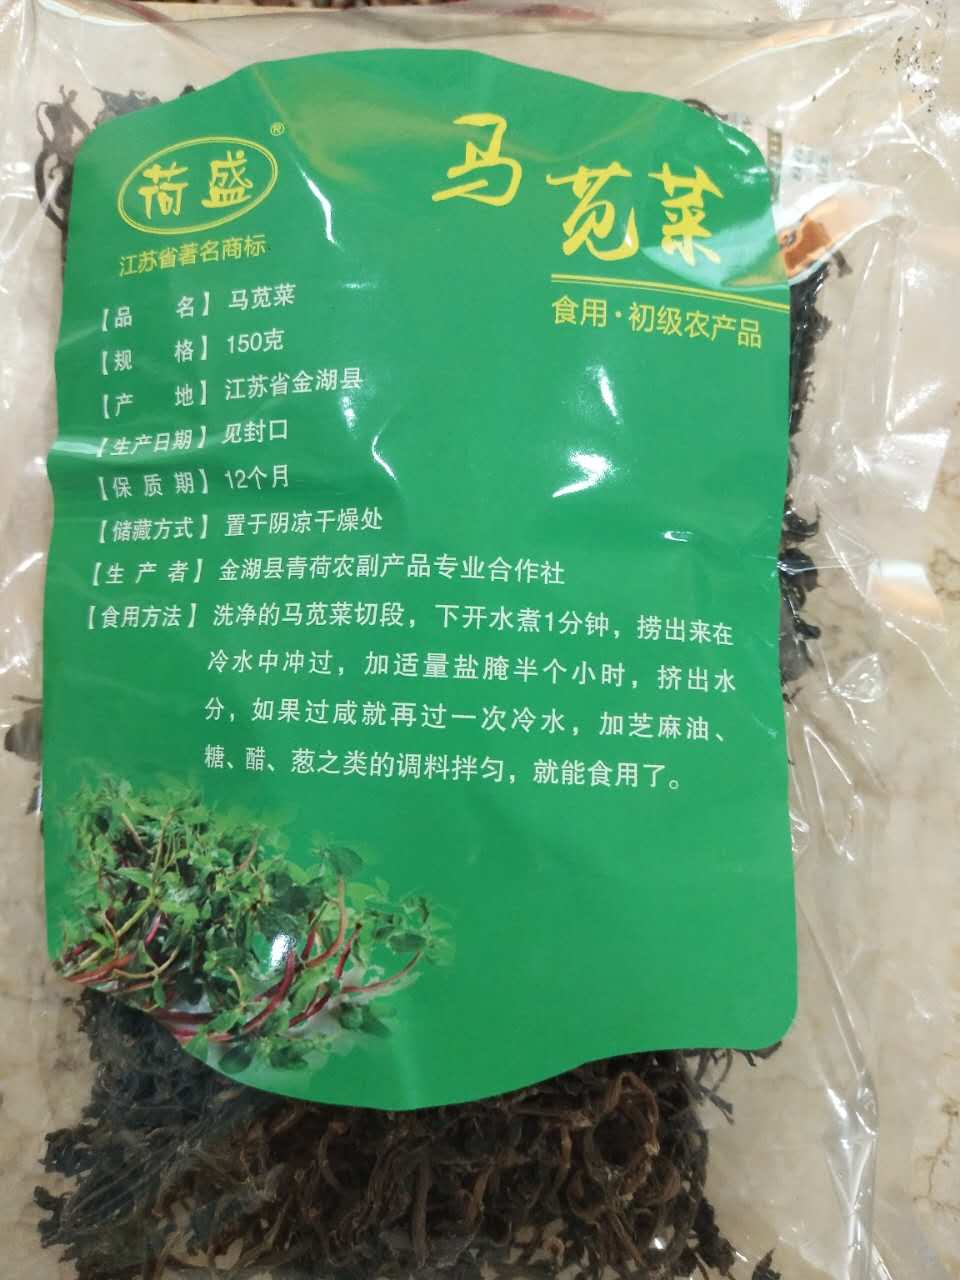 荷盛®
江苏省著名商标
马苋菜
食用·初级农产品
【品 名】马苋菜
【规 格】150克
【产 地】江苏省金湖县
【生产日期】见封口
【保质期】12个月
【储藏方式】置于阴凉干燥处
【生产者】金湖县青荷农副产品专业合作社
【食用方法】洗净的马苋菜切段，下开水煮1分钟，捞出来在
冷水中冲过，加适量盐腌半个小时，挤出水
分，如果过咸就再过一次冷水，加芝麻油、
糖、醋、葱之类的调料拌匀，就能食用了。